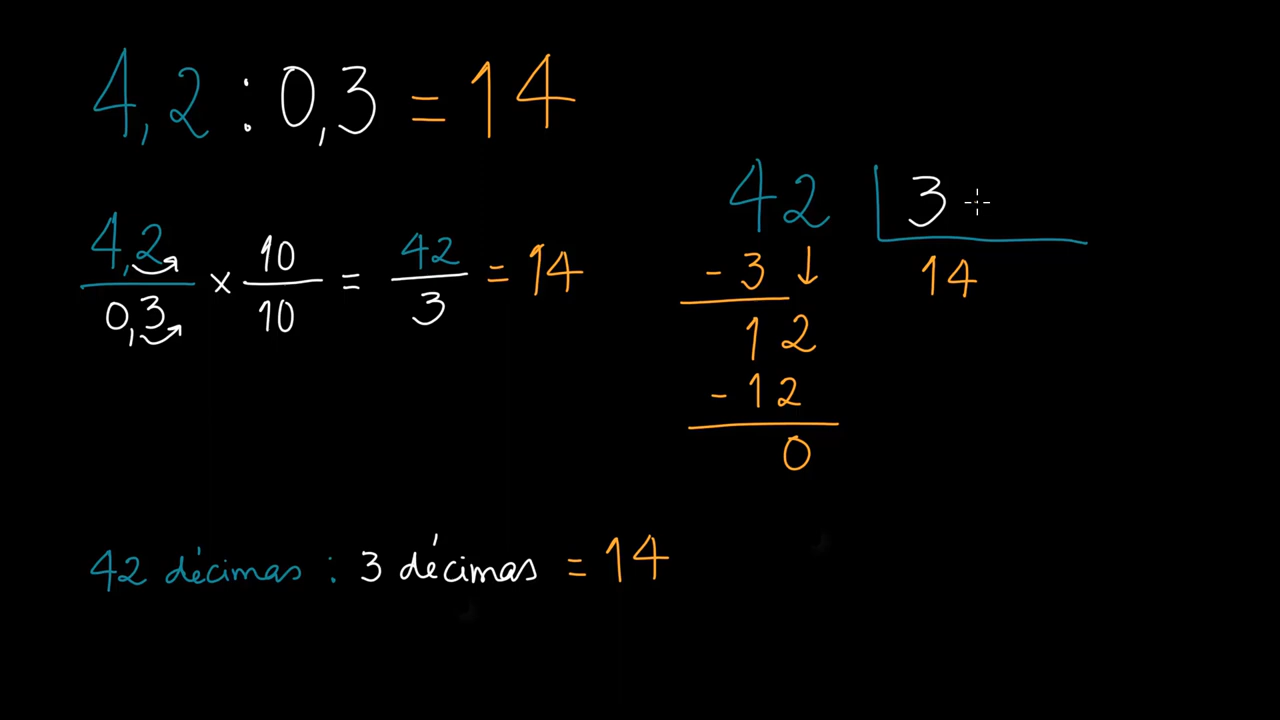 4,2 : 0,3 = 14
4,2 / 0,3 × 10 / 10 = 42 / 3 = 14
42 | 3
- 3 ↓ 14
12
- 12
0
42 décimas : 3 décimas = 14